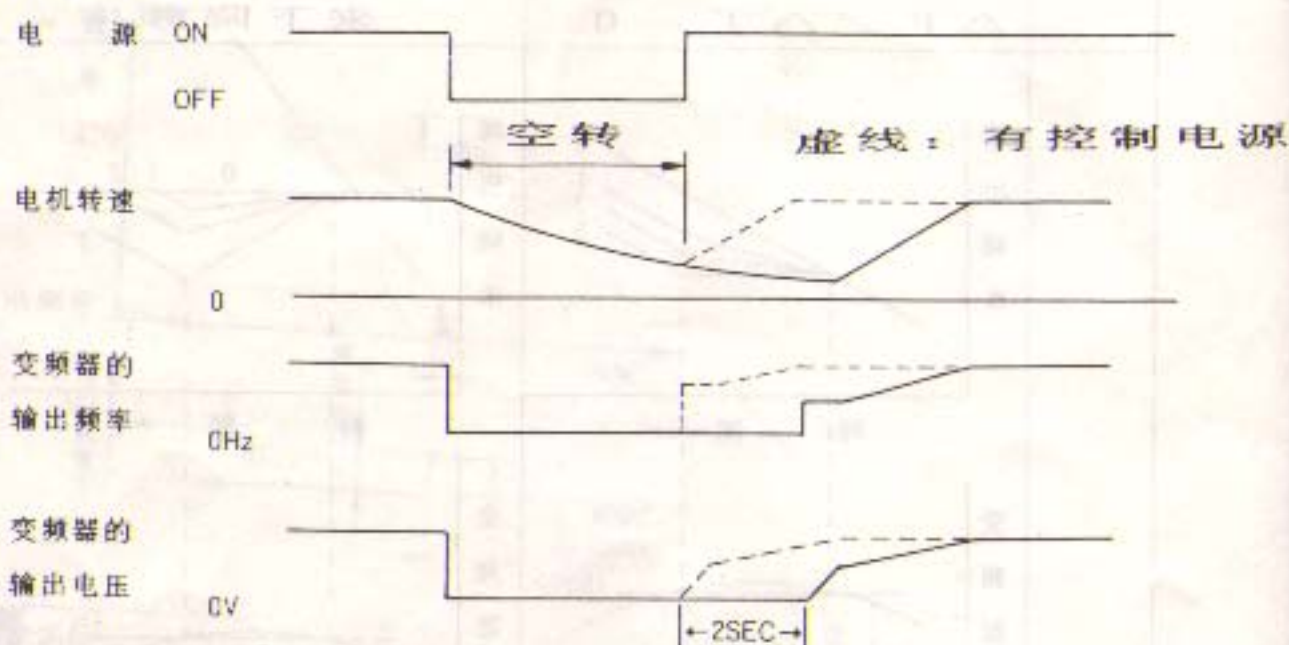 电 源 ON
OFF
空转 虚线：有控制电源
电机转速
0
变频器的
输出频率 0Hz
变频器的
输出电压 0V
←2SEC→